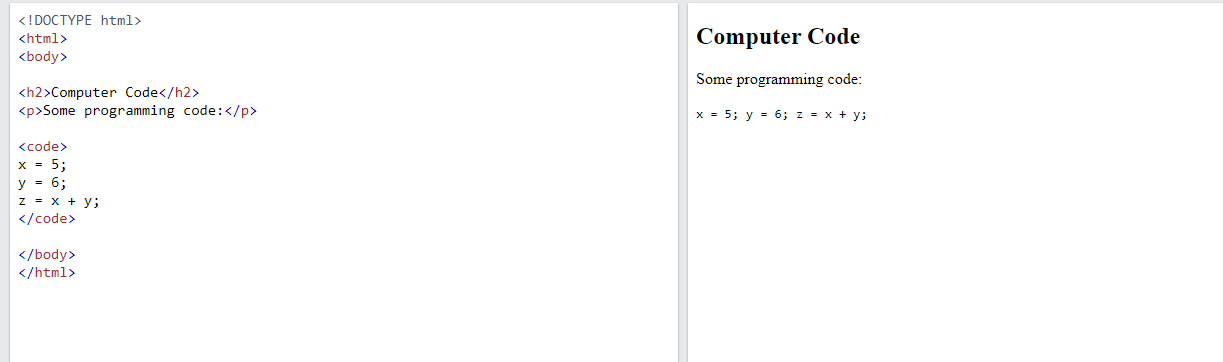 <!DOCTYPE html>
<html>
<body>
<h2>Computer Code</h2>
<p>Some programming code:</p>
<code>
x = 5;
y = 6;
z = x + y;
</code>
</body>
</html>
Computer Code
Some programming code:
x = 5; y = 6; z = x + y;